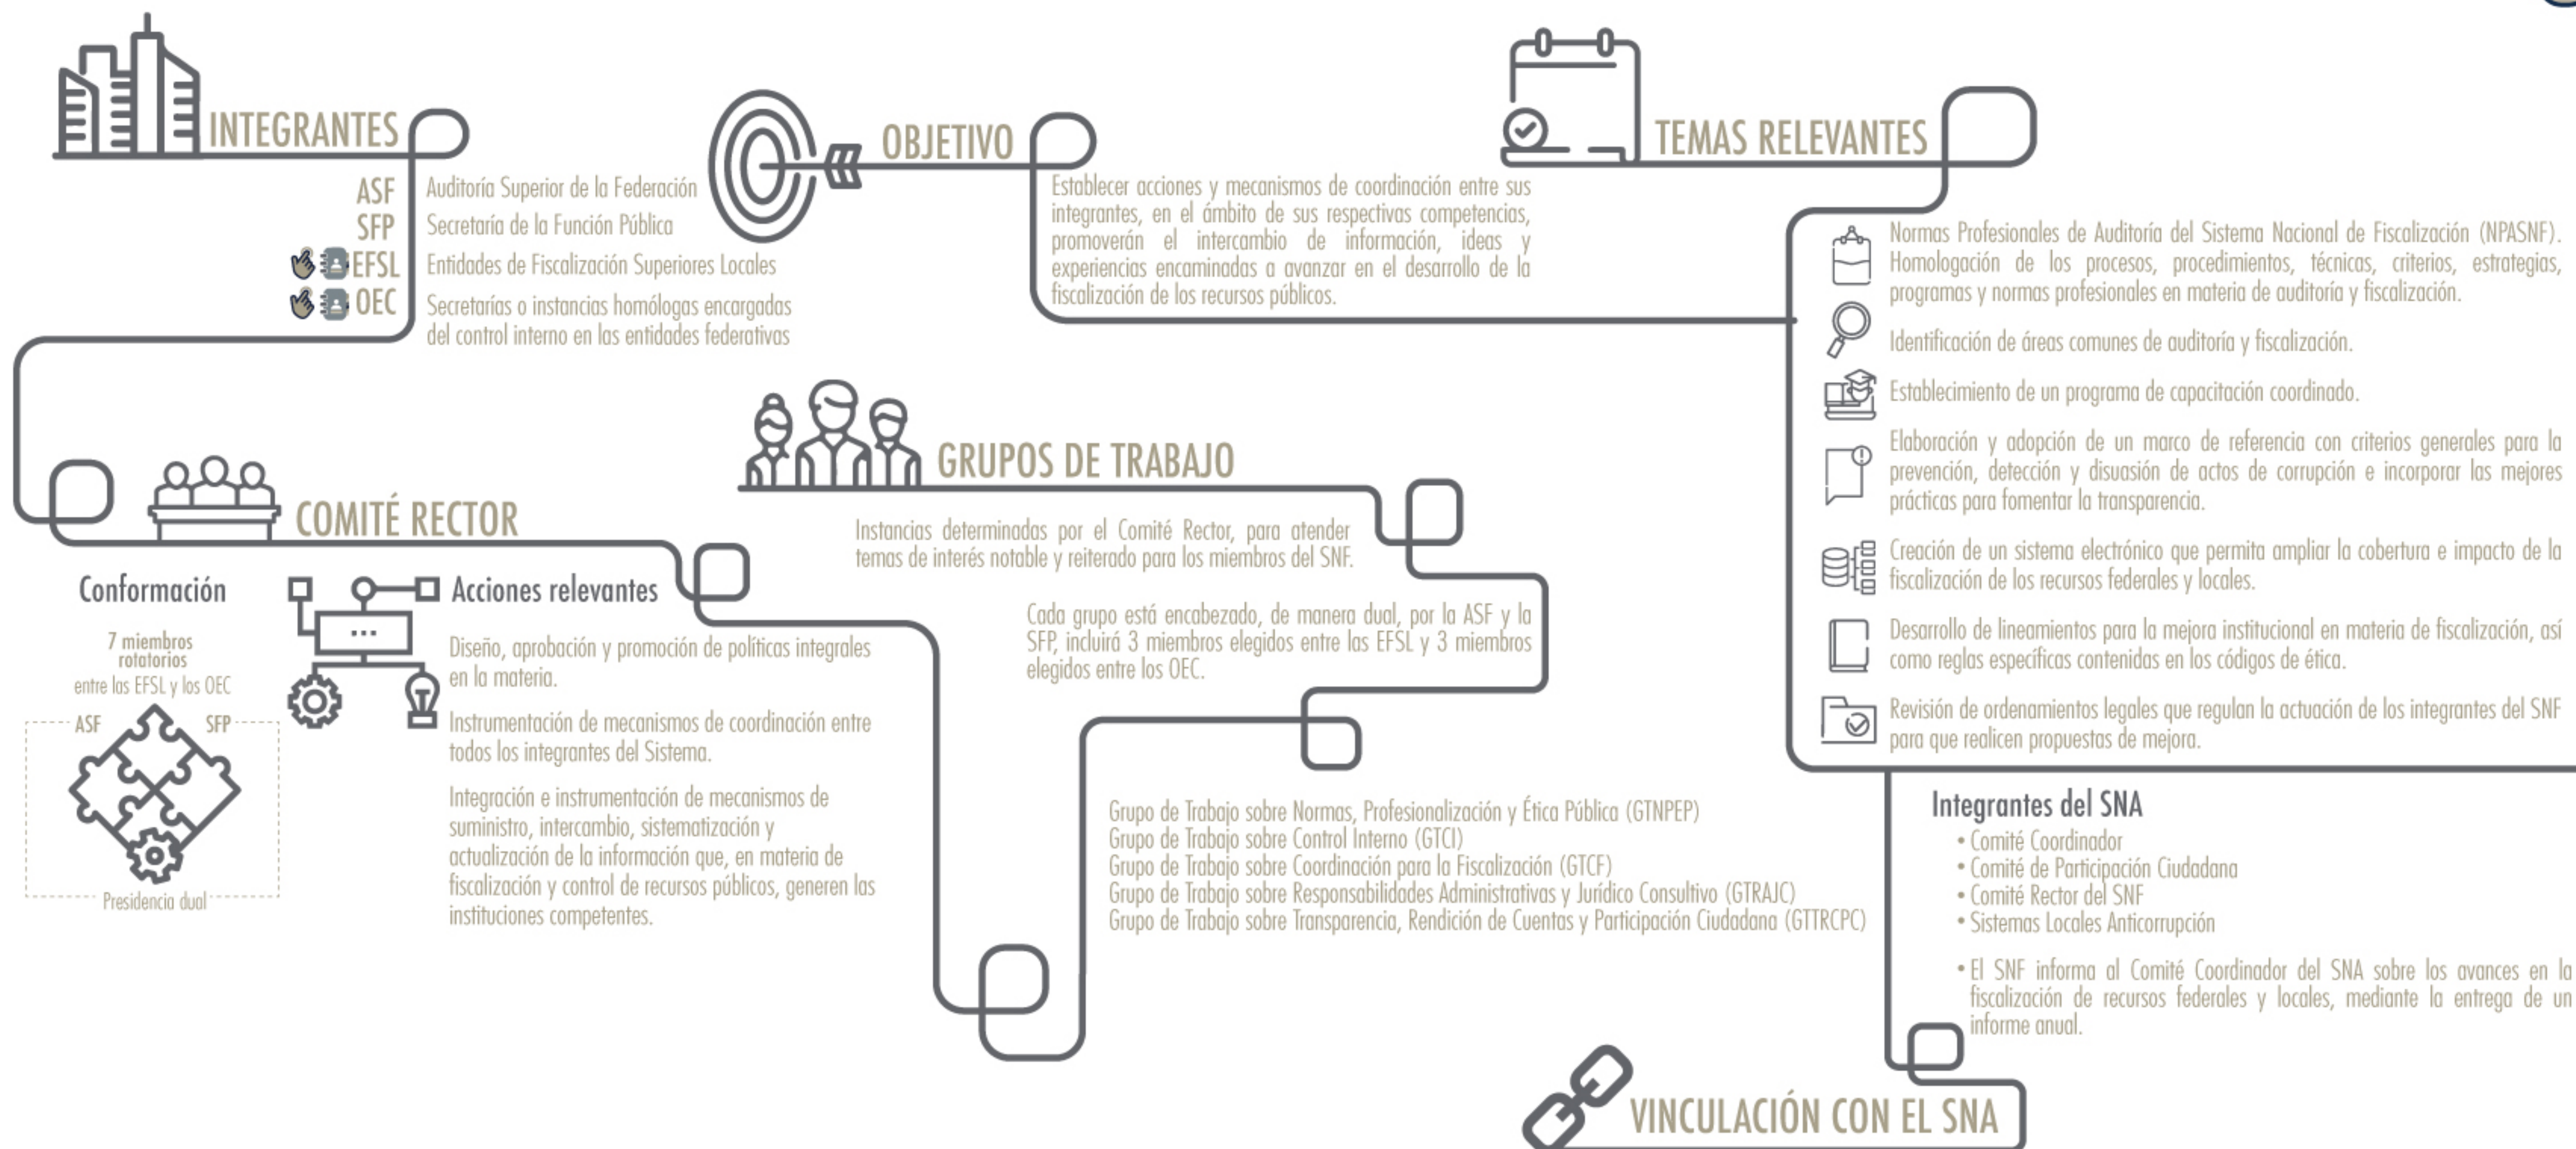 INTEGRANTES
ASF Auditoría Superior de la Federación
SFP Secretaría de la Función Pública
EFSL Entidades de Fiscalización Superiores Locales
OEC Secretarías o instancias homólogas encargadas
del control interno en las entidades federativas
OBJETIVO
Establecer acciones y mecanismos de coordinación entre sus
integrantes, en el ámbito de sus respectivas competencias,
promoverán el intercambio de información, ideas y
experiencias encaminadas a avanzar en el desarrollo de la
fiscalización de los recursos públicos.
TEMAS RELEVANTES
Normas Profesionales de Auditoría del Sistema Nacional de Fiscalización (NPASNF).
Homologación de los procesos, procedimientos, técnicas, criterios, estrategias,
programas y normas profesionales en materia de auditoría y fiscalización.
Identificación de áreas comunes de auditoría y fiscalización.
Establecimiento de un programa de capacitación coordinado.
Elaboración y adopción de un marco de referencia con criterios generales para la
prevención, detección y disuasión de actos de corrupción e incorporar las mejores
prácticas para fomentar la transparencia.
Creación de un sistema electrónico que permita ampliar la cobertura e impacto de la
fiscalización de los recursos federales y locales.
Desarrollo de lineamientos para la mejora institucional en materia de fiscalización, así
como reglas específicas contenidas en los códigos de ética.
Revisión de ordenamientos legales que regulan la actuación de los integrantes del SNF
para que realicen propuestas de mejora.
COMITÉ RECTOR
Conformación
7 miembros
rotatorios
entre las EFSL y los OEC
ASF SFP
Presidencia dual
Acciones relevantes
Diseño, aprobación y promoción de políticas integrales
en la materia.
Instrumentación de mecanismos de coordinación entre
todos los integrantes del Sistema.
Integración e instrumentación de mecanismos de
suministro, intercambio, sistematización y
actualización de la información que, en materia de
fiscalización y control de recursos públicos, generen las
instituciones competentes.
GRUPOS DE TRABAJO
Instancias determinadas por el Comité Rector, para atender
temas de interés notable y reiterado para los miembros del SNF.
Cada grupo está encabezado, de manera dual, por la ASF y la
SFP, incluirá 3 miembros elegidos entre las EFSL y 3 miembros
elegidos entre los OEC.
Grupo de Trabajo sobre Normas, Profesionalización y Ética Pública (GTNPEP)
Grupo de Trabajo sobre Control Interno (GTCI)
Grupo de Trabajo sobre Coordinación para la Fiscalización (GTCF)
Grupo de Trabajo sobre Responsabilidades Administrativas y Jurídico Consultivo (GTRAJC)
Grupo de Trabajo sobre Transparencia, Rendición de Cuentas y Participación Ciudadana (GTTRCPC)
Integrantes del SNA
• Comité Coordinador
• Comité de Participación Ciudadana
• Comité Rector del SNF
• Sistemas Locales Anticorrupción
• El SNF informa al Comité Coordinador del SNA sobre los avances en la
fiscalización de recursos federales y locales, mediante la entrega de un
informe anual.
VINCULACIÓN CON EL SNA